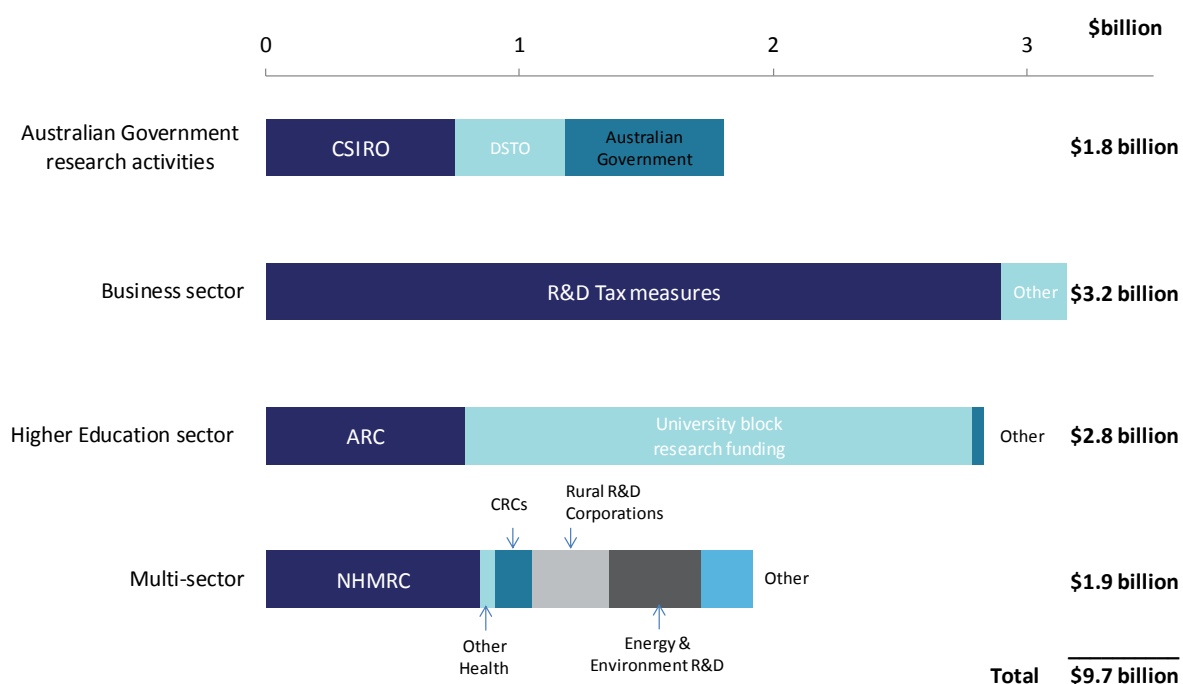 $billion
0 1 2 3
Australian Government
research activities
CSIRO
DSTO
Australian
Government
$1.8 billion
Business sector
R&D Tax measures
Other
$3.2 billion
Higher Education sector
ARC
University block
research funding
Other
$2.8 billion
CRCs
Rural R&D
Corporations
Multi-sector
NHMRC
Other
$1.9 billion
Other
Health
Energy &
Environment R&D
Total $9.7 billion